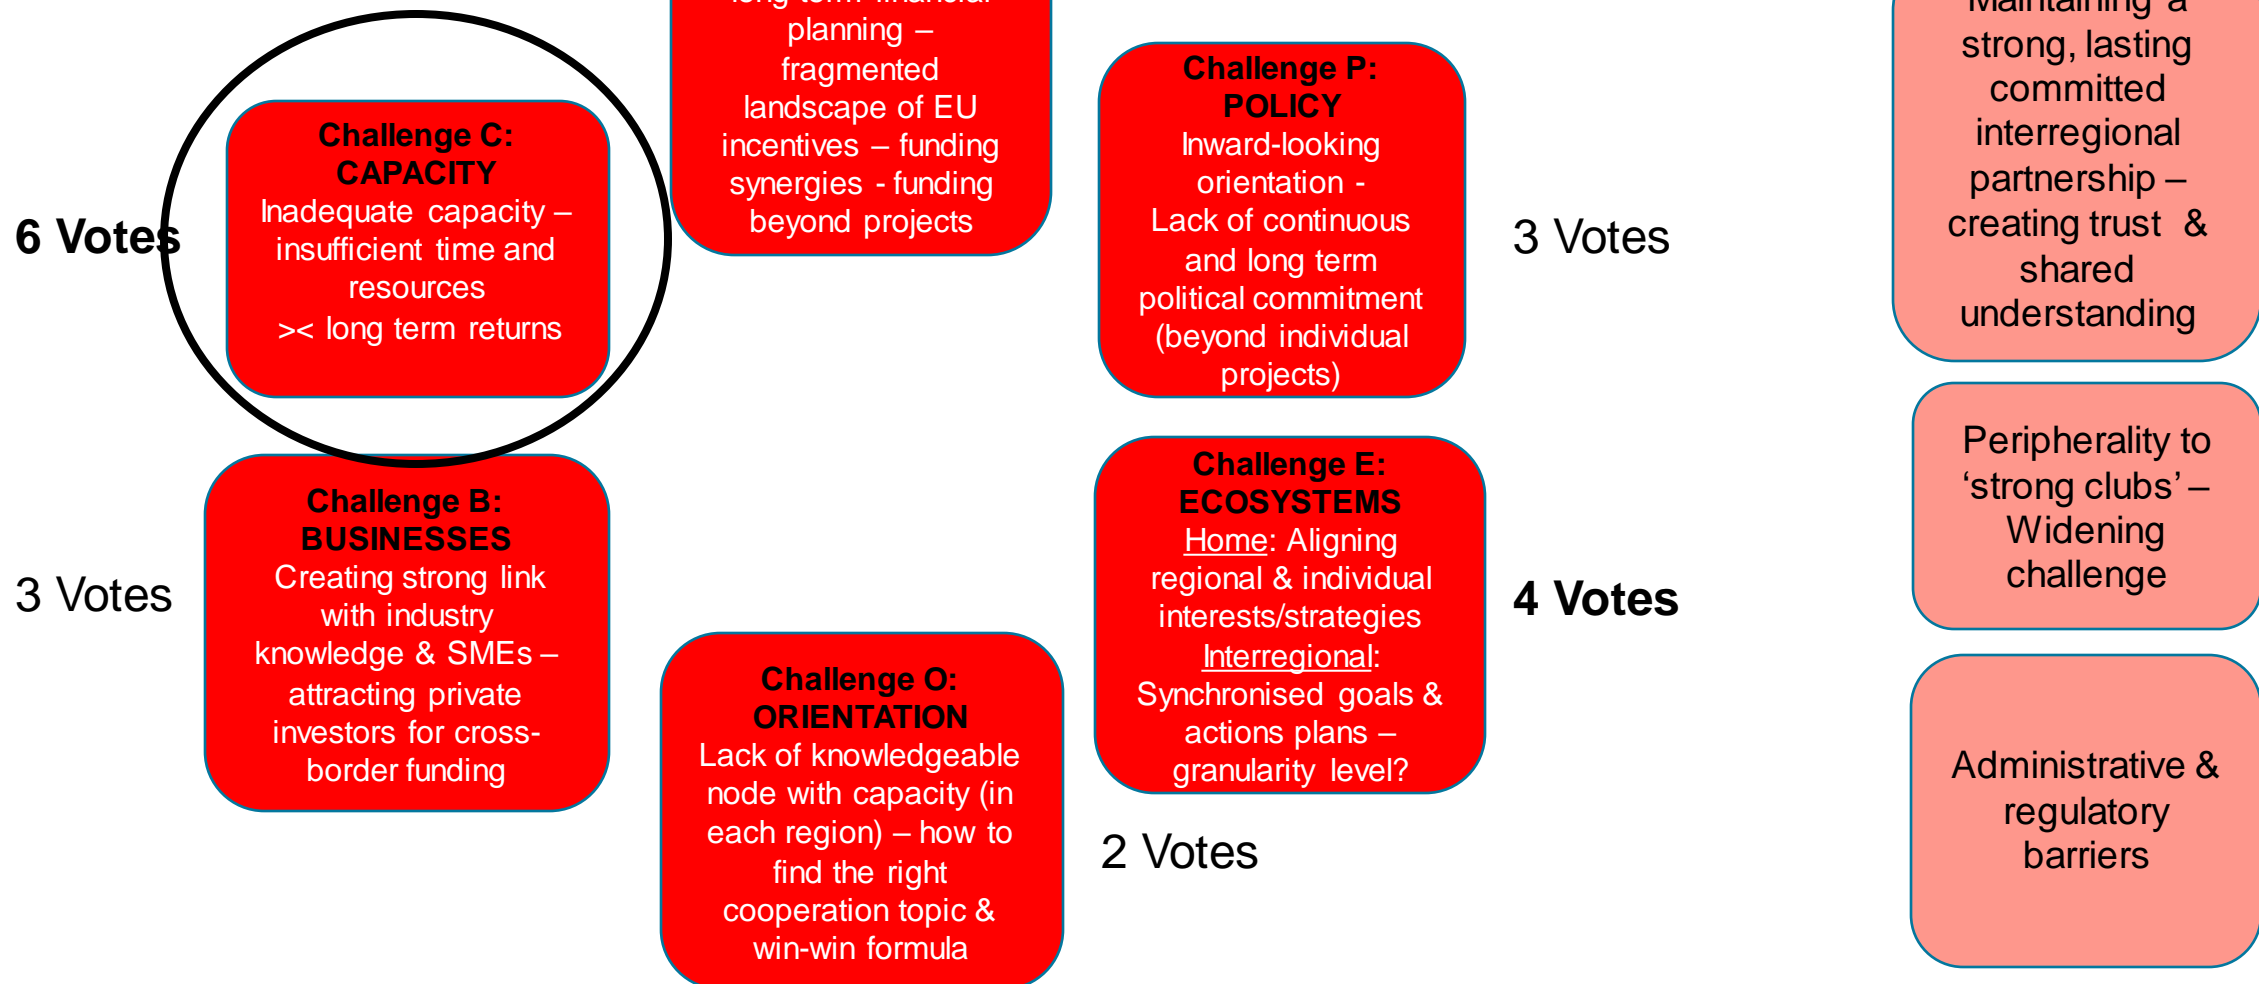 long term financial
planning –
fragmented
landscape of EU
incentives – funding
synergies - funding
beyond projects
6 Votes
Challenge C:
CAPACITY
Inadequate capacity –
insufficient time and
resources
>< long term returns
Challenge P:
POLICY
Inward-looking
orientation -
Lack of continuous
and long term
political commitment
(beyond individual
projects)
3 Votes
Maintaining a
strong, lasting
committed
interregional
partnership –
creating trust &
shared
understanding
3 Votes
Challenge B:
BUSINESSES
Creating strong link
with industry
knowledge & SMEs –
attracting private
investors for cross-
border funding
Challenge O:
ORIENTATION
Lack of knowledgeable
node with capacity (in
each region) – how to
find the right
cooperation topic &
win-win formula
2 Votes
Challenge E:
ECOSYSTEMS
Home: Aligning
regional & individual
interests/strategies
Interregional:
Synchronised goals &
actions plans –
granularity level?
4 Votes
Peripherality to
‘strong clubs’ –
Widening
challenge
Administrative &
regulatory
barriers